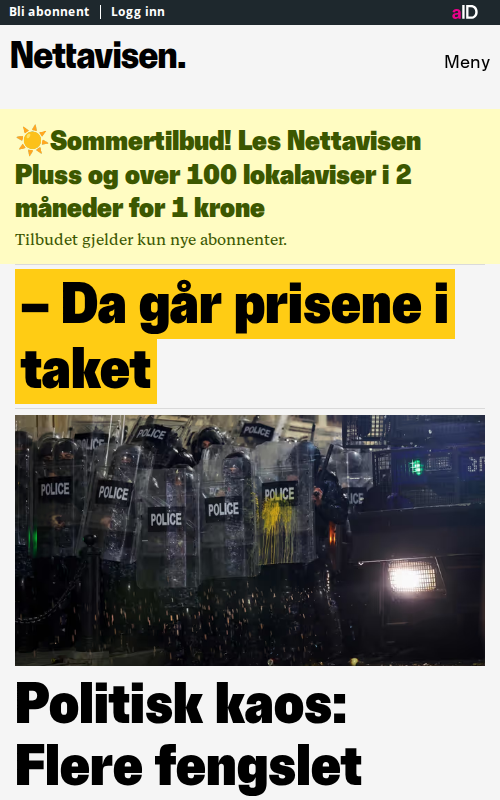 Bli abonnent
Logg inn
aID
Nettavisen.
Meny
☀️Sommertilbud! Les Nettavisen
Pluss og over 100 lokalaviser i 2
måneder for 1 krone
Tilbudet gjelder kun nye abonnenter.
– Da går prisene i
taket
POLICE
POLICE
POLICE
POLICE
POLICE
POLICE
POLICE
Politisk kaos:
Flere fengslet